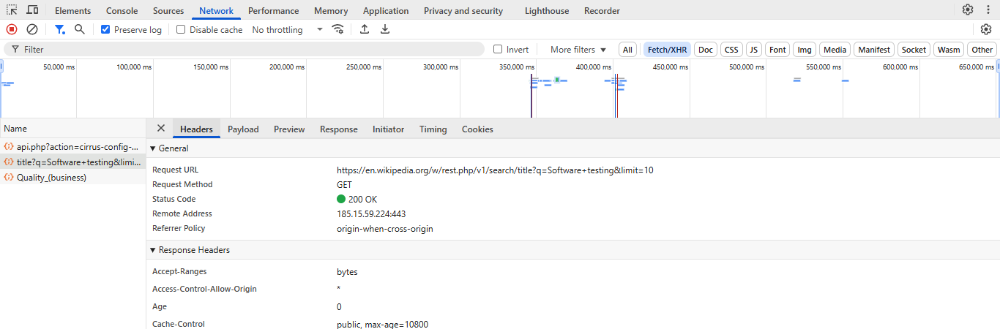 Elements Console Sources Network Performance Memory Application Privacy and security Lighthouse Recorder
Preserve log Disable cache No throttling
Filter Invert More filters All Fetch/XHR Doc CSS JS Font Img Media Manifest Socket Wasm Other
50,000 ms 100,000 ms 150,000 ms 200,000 ms 250,000 ms 300,000 ms 350,000 ms 400,000 ms 450,000 ms 500,000 ms 550,000 ms 600,000 ms 650,000 ms
Name Headers Payload Preview Response Initiator Timing Cookies
api.php?action=cirrus-config-...
title?q=Software+testing&limi...
Quality_(business)
General
Request URL https://en.wikipedia.org/w/rest.php/v1/search/title?q=Software+testing&limit=10
Request Method GET
Status Code 200 OK
Remote Address 185.15.59.224:443
Referrer Policy origin-when-cross-origin
Response Headers
Accept-Ranges bytes
Access-Control-Allow-Origin *
Age 0
Cache-Control public, max-age=10800